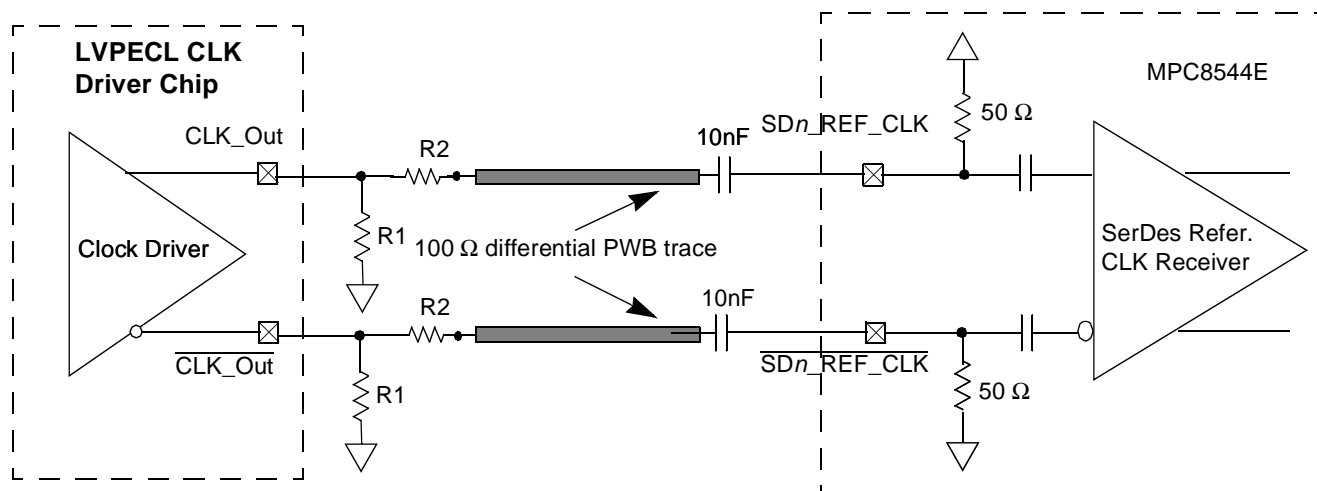 LVPECL CLK
Driver Chip
MPC8544E
CLK_Out
R2
10nF
SDn_REF_CLK
50 Ω
Clock Driver
R1
100 Ω differential PWB trace
SerDes Refer.
CLK Receiver
R2
10nF
CLK_Out
SDn_REF_CLK
R1
50 Ω